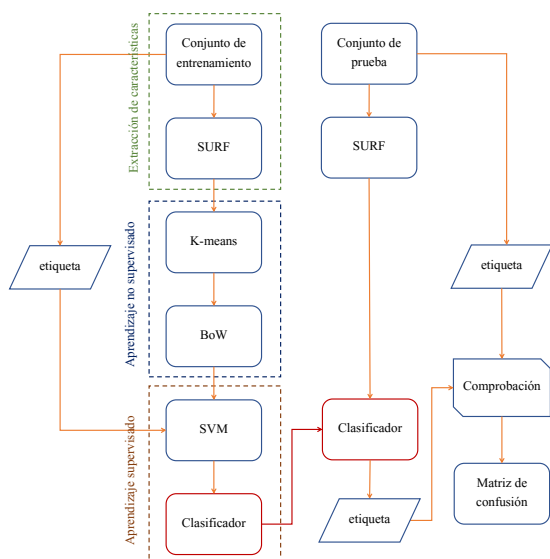 Extracción de características
Conjunto de
entrenamiento
SURF
Conjunto de
prueba
SURF
Aprendizaje no supervisado
K-means
BoW
etiqueta
etiqueta
Aprendizaje supervisado
SVM
Clasificador
Clasificador
etiqueta
Comprobación
Matriz de
confusión